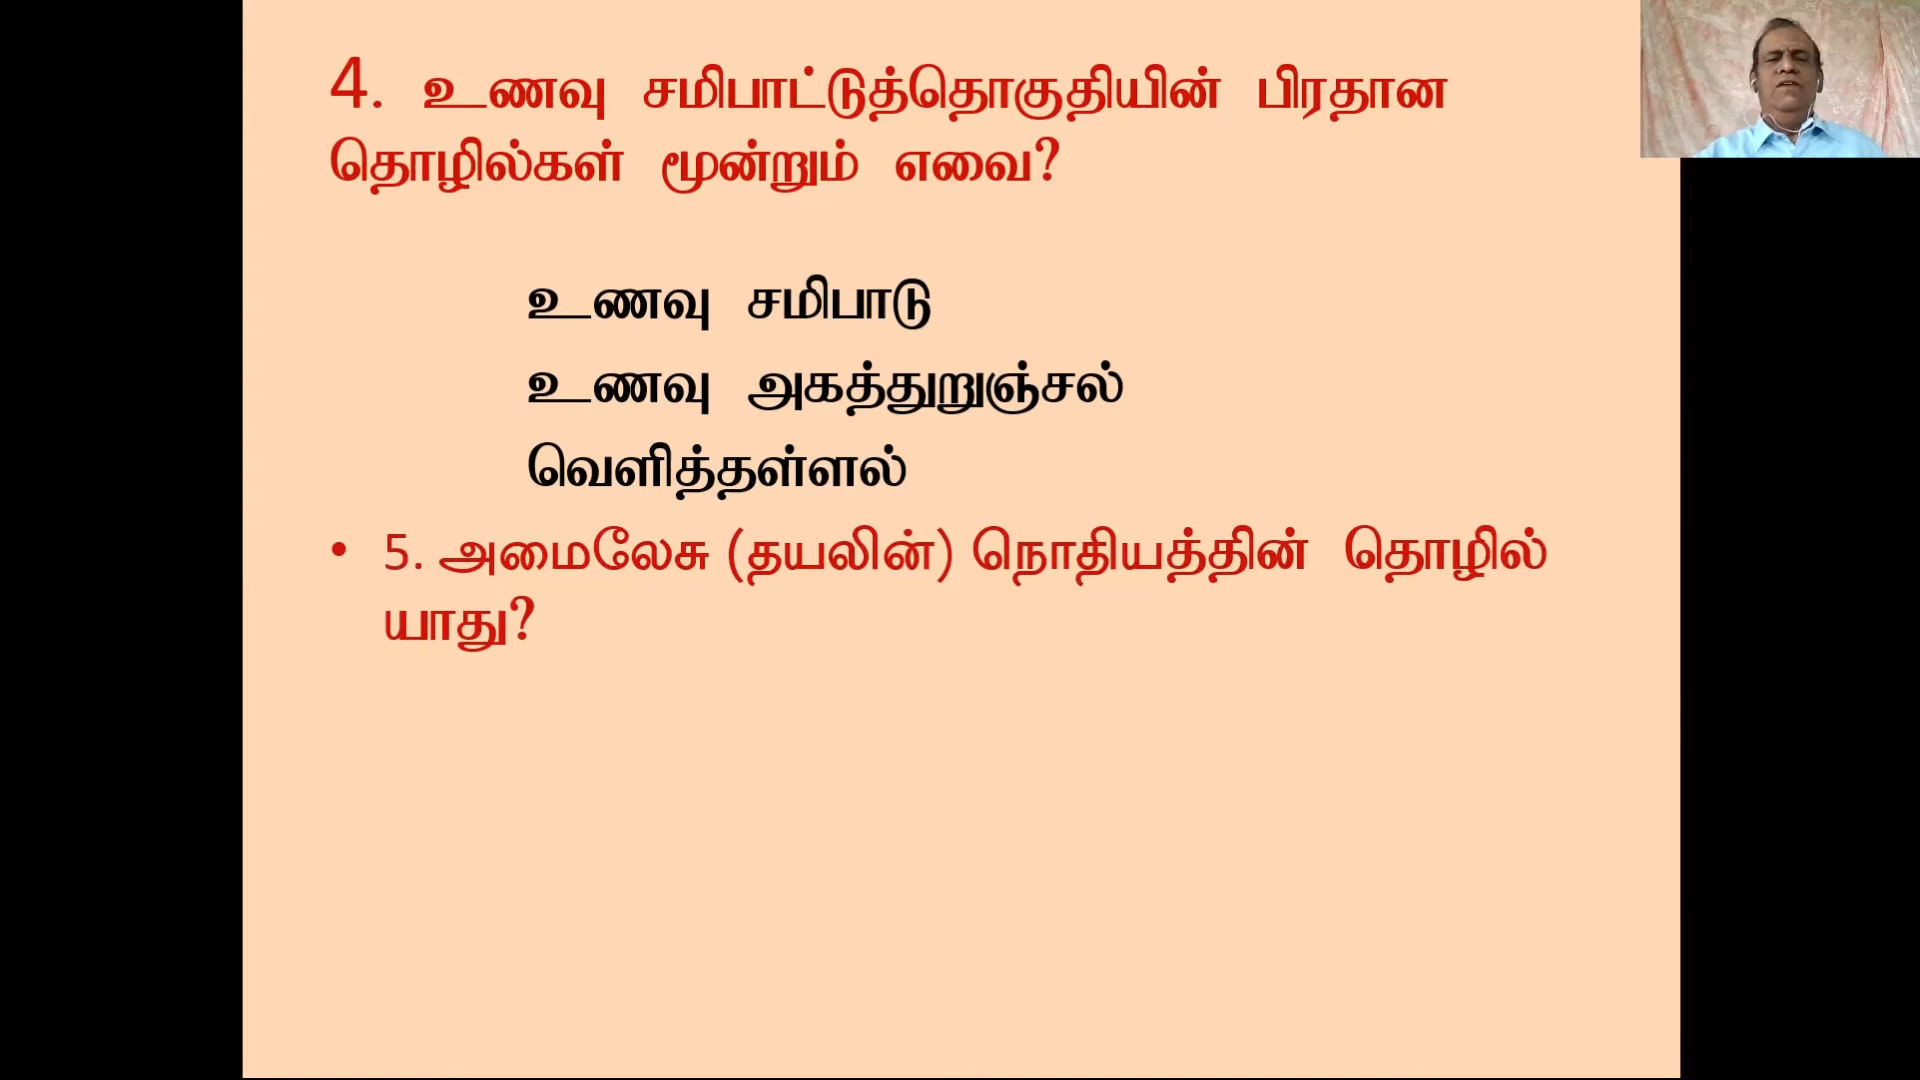 4. உணவு சமிபாட்டுத்தொகுதியின் பிரதான
தொழில்கள் மூன்றும் எவை?
உணவு சமிபாடு
உணவு அகத்துறுஞ்சல்
வெளித்தள்ளல்
• 5. அமைலேசு (தயலின்) நொதியத்தின் தொழில்
யாது?